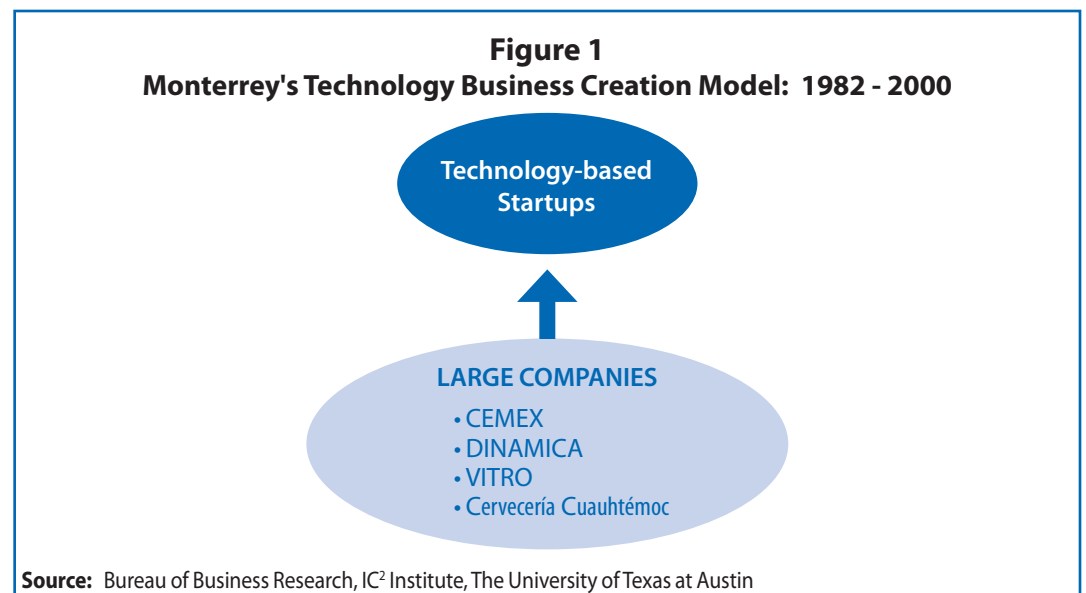 Figure 1
Monterrey's Technology Business Creation Model: 1982 - 2000
Technology-based
Startups
LARGE COMPANIES
• CEMEX
• DINAMICA
• VITRO
• Cervecería Cuauhtémoc
Source: Bureau of Business Research, IC² Institute, The University of Texas at Austin